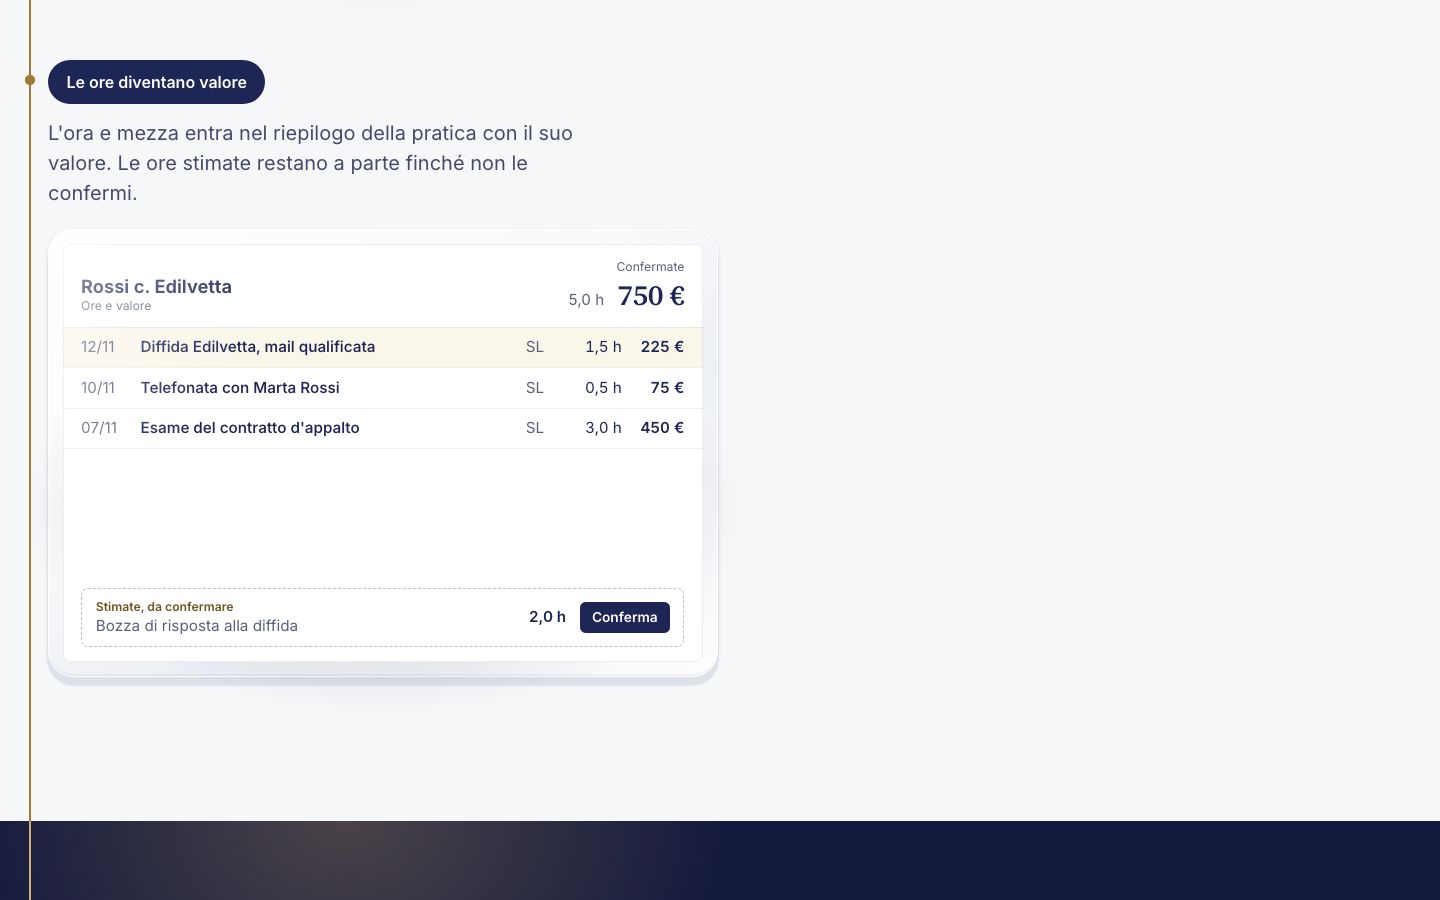 Le ore diventano valore
L'ora e mezza entra nel riepilogo della pratica con il suo
valore. Le ore stimate restano a parte finché non le
confermi.
Confermate
Rossi c. Edilvetta
5,0 h 750 €
Ore e valore
12/11 Diffida Edilvetta, mail qualificata SL 1,5 h 225 €
10/11 Telefonata con Marta Rossi SL 0,5 h 75 €
07/11 Esame del contratto d'appalto SL 3,0 h 450 €
Stimate, da confermare
Bozza di risposta alla diffida
2,0 h Conferma